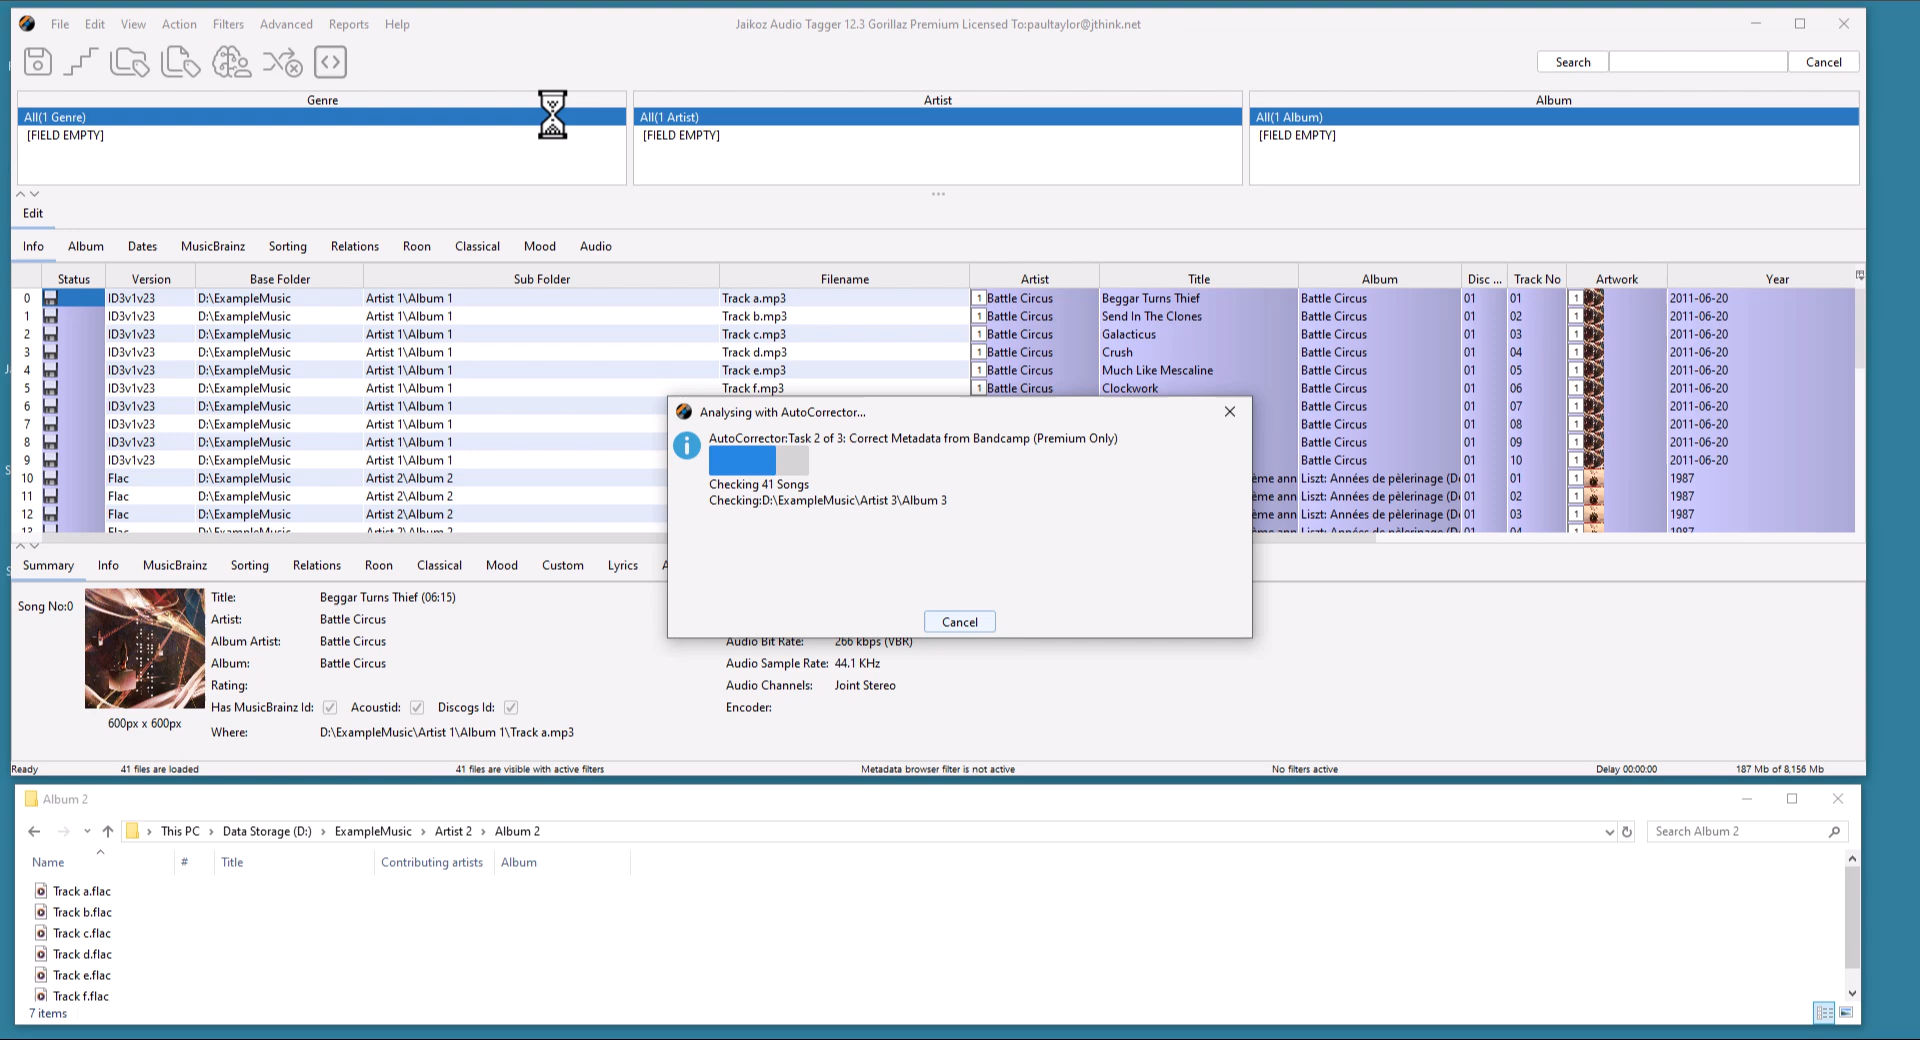 File Edit View Action Filters Advanced Reports Help
Jaikoz Audio Tagger 12.3 Gorillaz Premium Licensed To:paultaylor@jthink.net
Search Cancel
Genre Artist Album
All(1 Genre) All(1 Artist) All(1 Album)
[FIELD EMPTY] [FIELD EMPTY] [FIELD EMPTY]
Edit
Info Album Dates MusicBrainz Sorting Relations Roon Classical Mood Audio
Status Version Base Folder Sub Folder Filename Artist Title Album Disc ... Track No Artwork Year
0 ID3v1v23 D:\ExampleMusic Artist 1\Album 1 Track a.mp3 1 Battle Circus Beggar Turns Thief Battle Circus 01 01 1 2011-06-20
1 ID3v1v23 D:\ExampleMusic Artist 1\Album 1 Track b.mp3 1 Battle Circus Send In The Clones Battle Circus 01 02 1 2011-06-20
2 ID3v1v23 D:\ExampleMusic Artist 1\Album 1 Track c.mp3 1 Battle Circus Galacticus Battle Circus 01 03 1 2011-06-20
3 ID3v1v23 D:\ExampleMusic Artist 1\Album 1 Track d.mp3 1 Battle Circus Crush Battle Circus 01 04 1 2011-06-20
4 ID3v1v23 D:\ExampleMusic Artist 1\Album 1 Track e.mp3 1 Battle Circus Much Like Mescaline Battle Circus 01 05 1 2011-06-20
5 ID3v1v23 D:\ExampleMusic Artist 1\Album 1 Track f.mp3 1 Battle Circus Clockwork Battle Circus 01 06 1 2011-06-20
6 ID3v1v23 D:\ExampleMusic Artist 1\Album 1 Battle Circus 01 07 1 2011-06-20
7 ID3v1v23 D:\ExampleMusic Artist 1\Album 1 Battle Circus 01 08 1 2011-06-20
8 ID3v1v23 D:\ExampleMusic Artist 1\Album 1 Battle Circus 01 09 1 2011-06-20
9 ID3v1v23 D:\ExampleMusic Artist 1\Album 1 Battle Circus 01 10 1 2011-06-20
10 Flac D:\ExampleMusic Artist 2\Album 2 ème ann Liszt: Années de pèlerinage (D 01 01 1 1987
11 Flac D:\ExampleMusic Artist 2\Album 2 ème ann Liszt: Années de pèlerinage (D 01 02 1 1987
12 Flac D:\ExampleMusic Artist 2\Album 2 ème ann Liszt: Années de pèlerinage (D 01 03 1 1987
Analysing with AutoCorrector...
AutoCorrector:Task 2 of 3: Correct Metadata from Bandcamp (Premium Only)
Checking 41 Songs
Checking:D:\ExampleMusic\Artist 3\Album 3
Cancel
Summary Info MusicBrainz Sorting Relations Roon Classical Mood Custom Lyrics
Song No:0
600px x 600px
Title: Beggar Turns Thief (06:15)
Artist: Battle Circus
Album Artist: Battle Circus
Album: Battle Circus
Rating:
Has MusicBrainz Id: Acoustid: Discogs Id:
Where: D:\ExampleMusic\Artist 1\Album 1\Track a.mp3
Audio Bit Rate: 266 kbps (VBR)
Audio Sample Rate: 44.1 KHz
Audio Channels: Joint Stereo
Encoder:
Ready 41 files are loaded 41 files are visible with active filters Metadata browser filter is not active No filters active Delay 00:00:00 187 Mb of 8,156 Mb
Album 2
This PC › Data Storage (D:) › ExampleMusic › Artist 2 › Album 2
Search Album 2
Name # Title Contributing artists Album
Track a.flac
Track b.flac
Track c.flac
Track d.flac
Track e.flac
Track f.flac
7 items